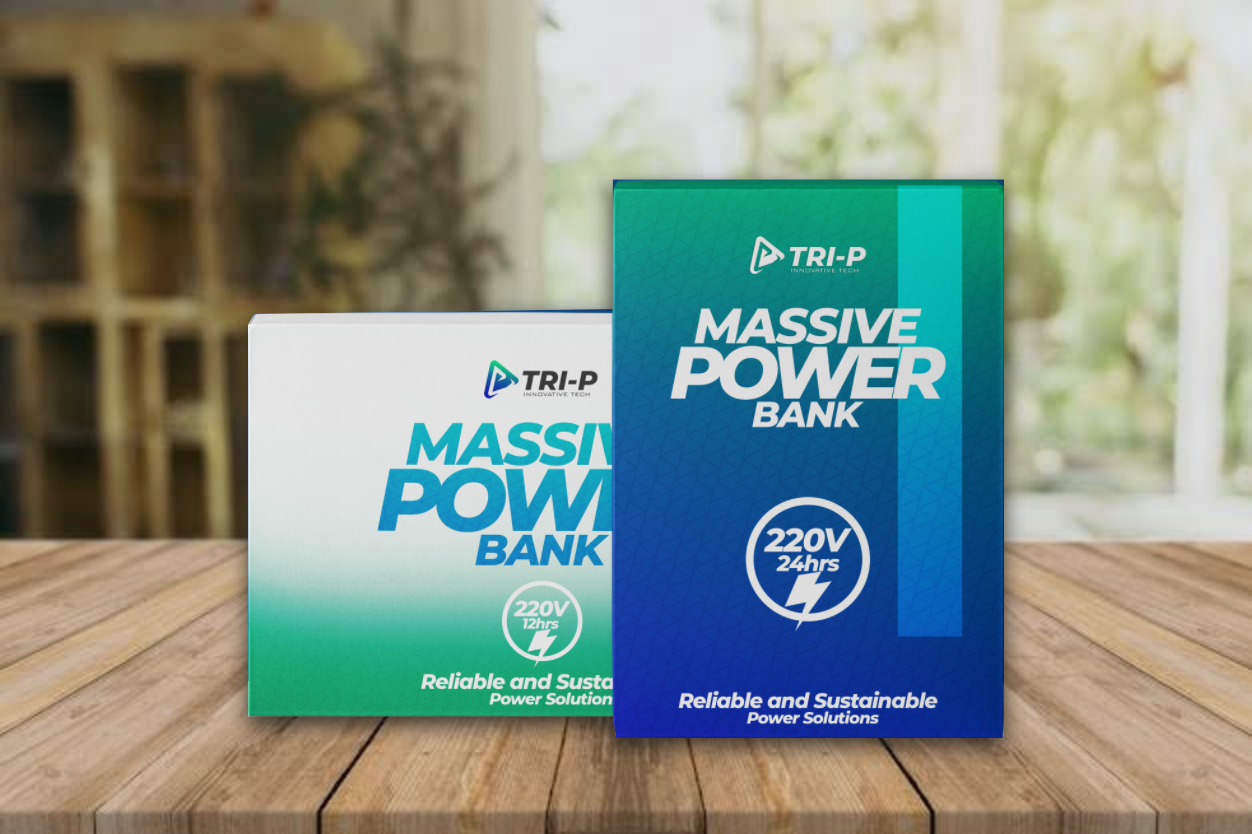 TRI-P
INNOVATIVE TECH
MASSIV
POW
BANK
220V
12hrs
Reliable and Susta
Power Solution
TRI-P
INNOVATIVE TECH
MASSIVE
POWER
BANK
220V
24hrs
Reliable and Sustainable
Power Solutions